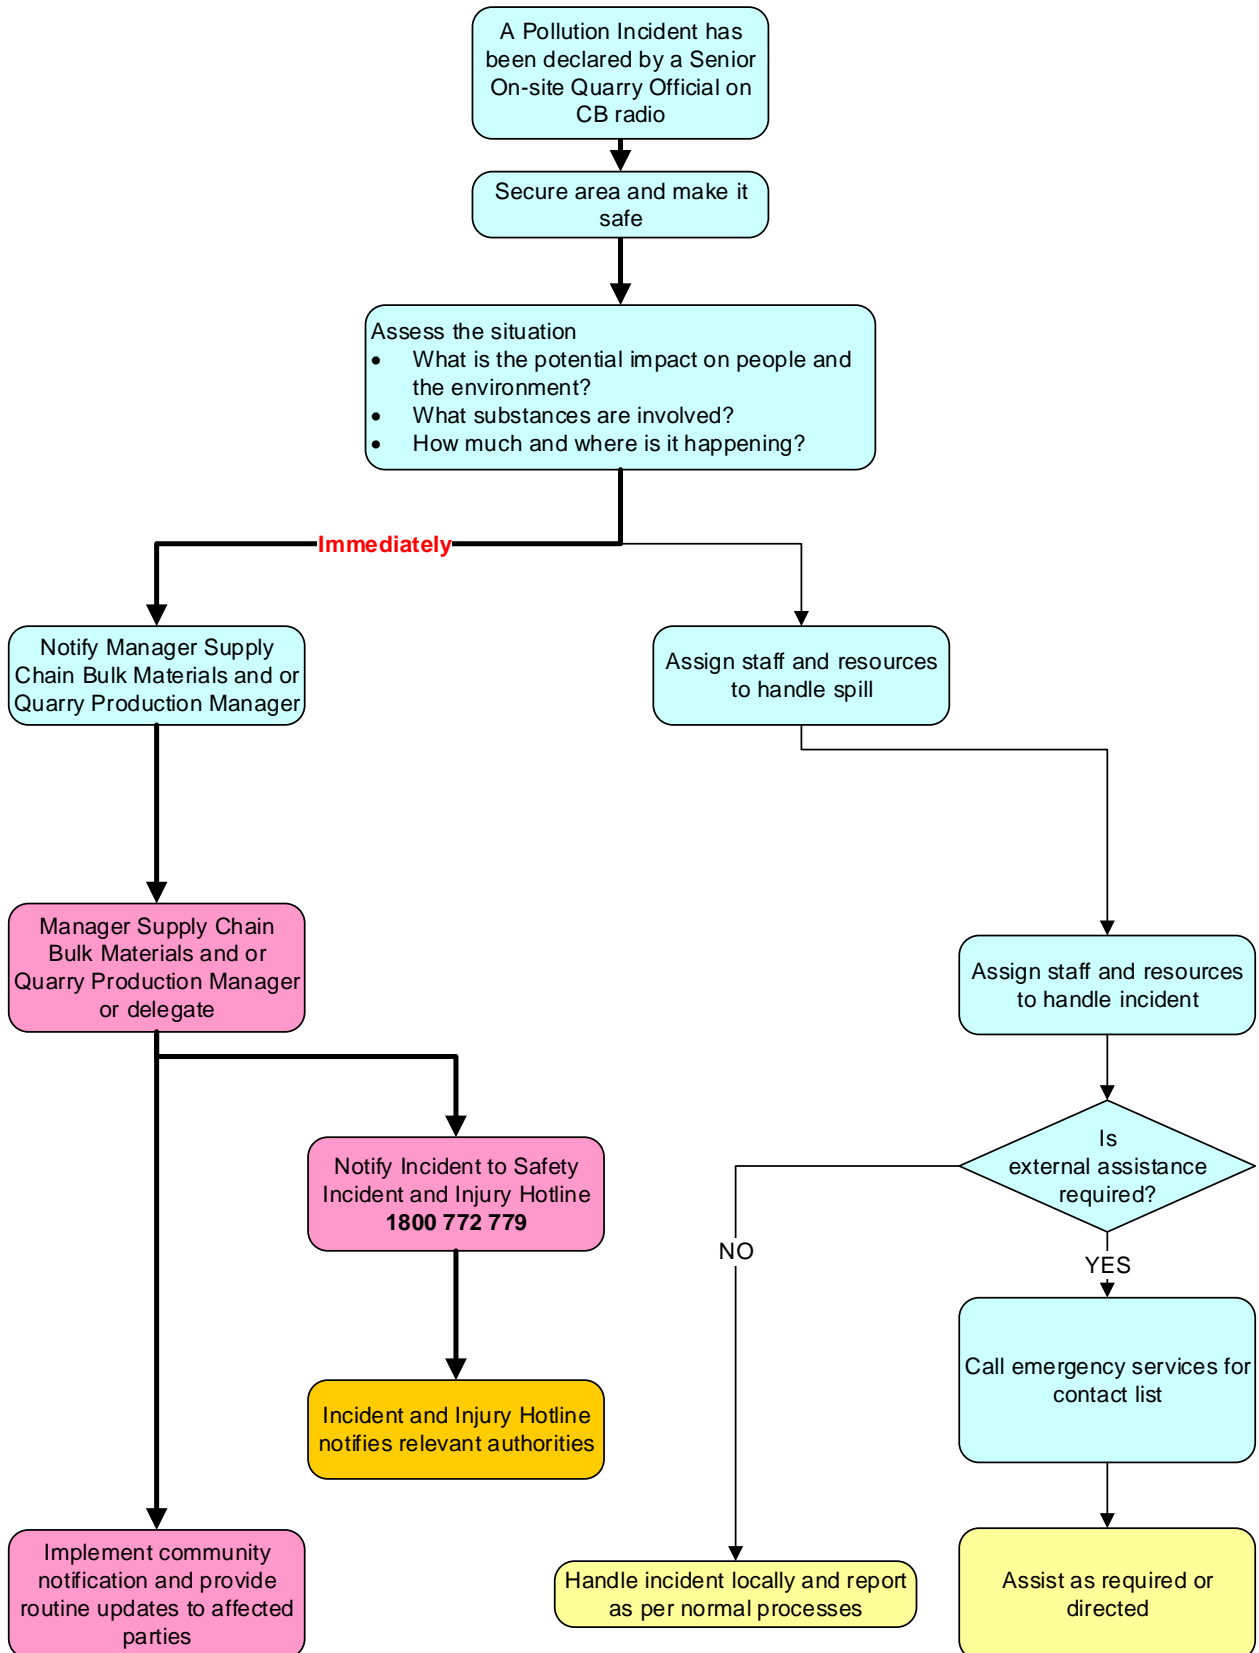 A Pollution Incident has
been declared by a Senior
On-site Quarry Official on
CB radio
Secure area and make it
safe
Assess the situation
• What is the potential impact on people and
the environment?
• What substances are involved?
• How much and where is it happening?
Immediately
Notify Manager Supply
Chain Bulk Materials and or
Quarry Production Manager
Assign staff and resources
to handle spill
Manager Supply Chain
Bulk Materials and or
Quarry Production Manager
or delegate
Assign staff and resources
to handle incident
Is
external assistance
required?
Notify Incident to Safety
Incident and Injury Hotline
1800 772 779
NO
YES
Call emergency services for
contact list
Incident and Injury Hotline
notifies relevant authorities
Implement community
notification and provide
routine updates to affected
parties
Handle incident locally and report
as per normal processes
Assist as required or
directed